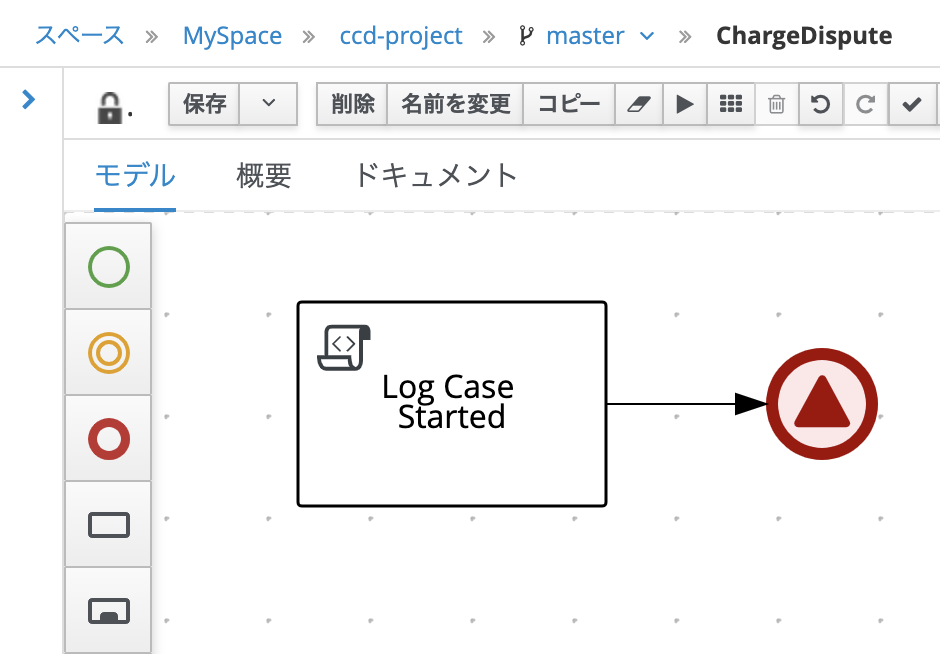 スペース » MySpace » ccd-project » master » ChargeDispute
保存 削除 名前を変更 コピー
モデル 概要 ドキュメント
Log Case
Started